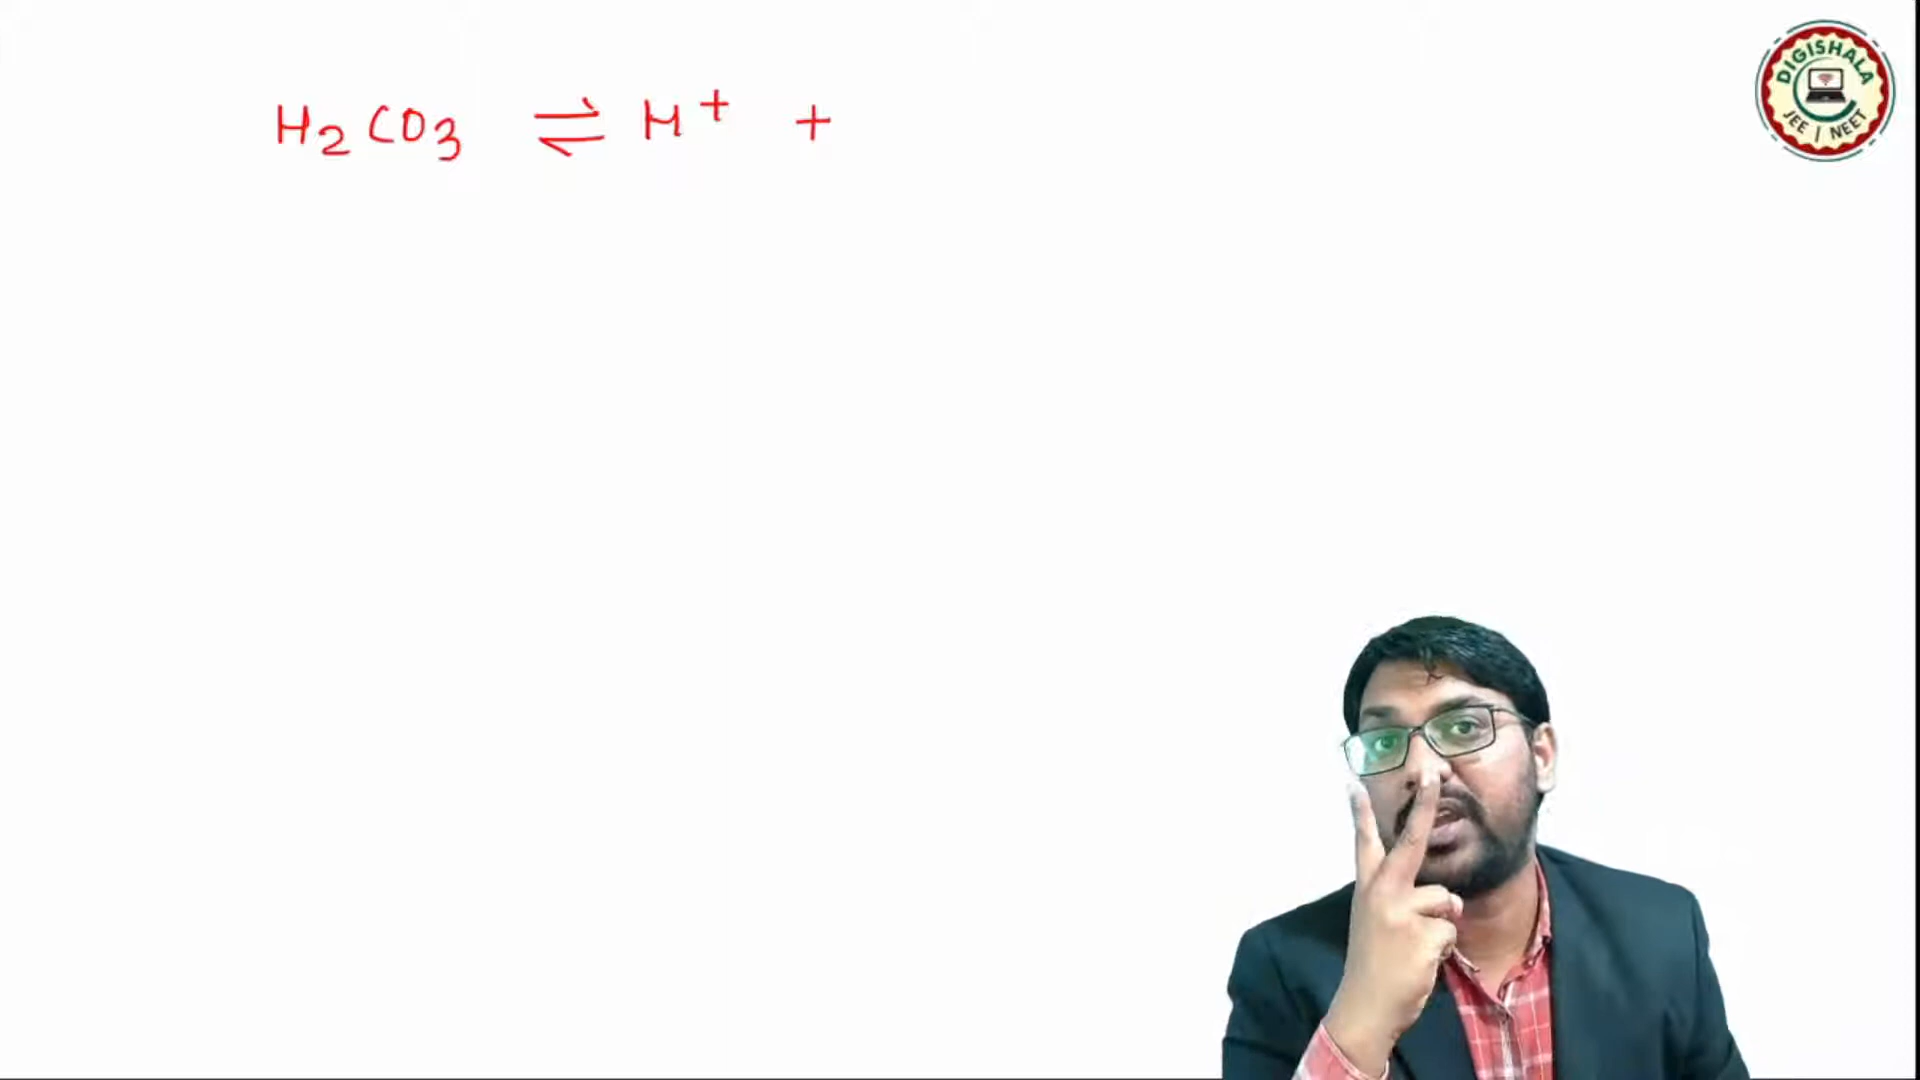 H₂CO₃ ⇌ H⁺ +
DIGISHALA
JEE | NEET